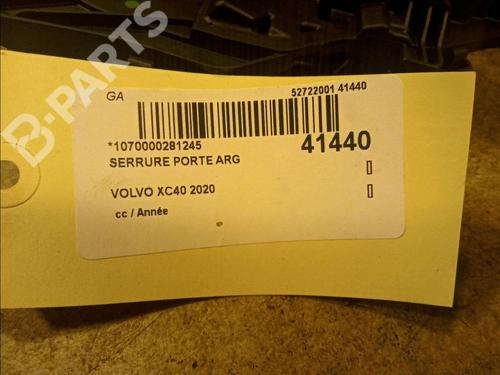 B-PARTS
GA 52722001 41440
*1070000281245 41440
SERRURE PORTE ARG
VOLVO XC40 2020
cc / Année